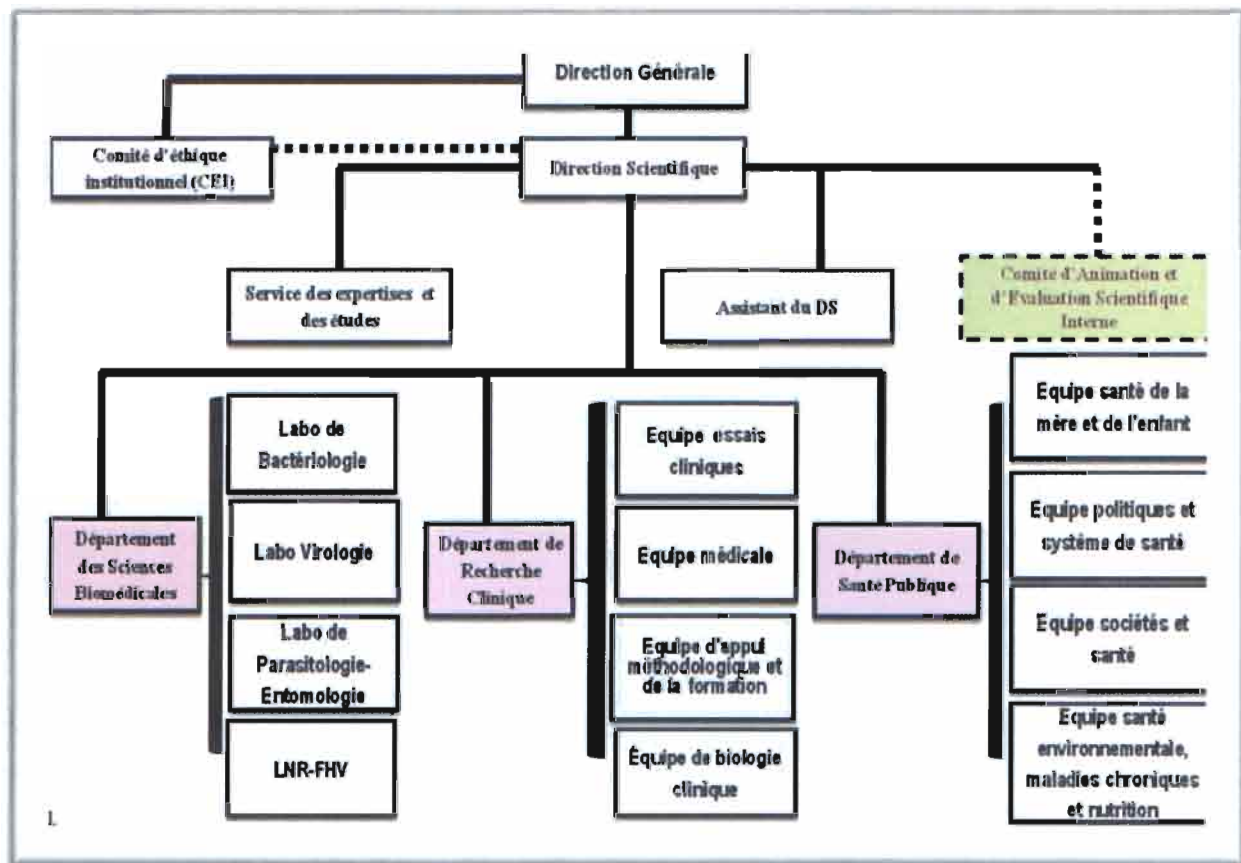 Direction Générale
Comité d'éthique
institutionnel (CEI)
Direction Scientifique
Service des expertises et
des études
Assistant du DS
Comité d'Animation et
d'Evaluation Scientifique
Interne
Département
des Sciences
Biomédicales
Labo de
Bactériologie
Labo Virologie
Labo de
Parasitologie-
Entomologie
LNR-FHV
Département de
Recherche
Clinique
Equipe essais
cliniques
Equipe médicale
Equipe d'appui
méthodologique et
de la formation
Équipe de biologie
clinique
Département de
Santé Publique
Equipe santé de la
mère et de l'enfant
Equipe politiques et
système de santé
Equipe sociétés et
santé
Equipe santé
environnementale,
maladies chroniques
et nutrition